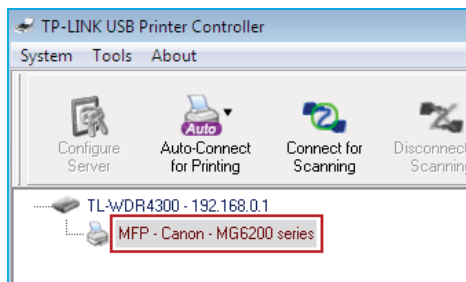 TP-LINK USB Printer Controller
System Tools About
Configure Server
Auto
Auto-Connect for Printing
Connect for Scanning
Disconnect Scanning
TL-WDR4300 - 192.168.0.1
MFP - Canon - MG6200 series